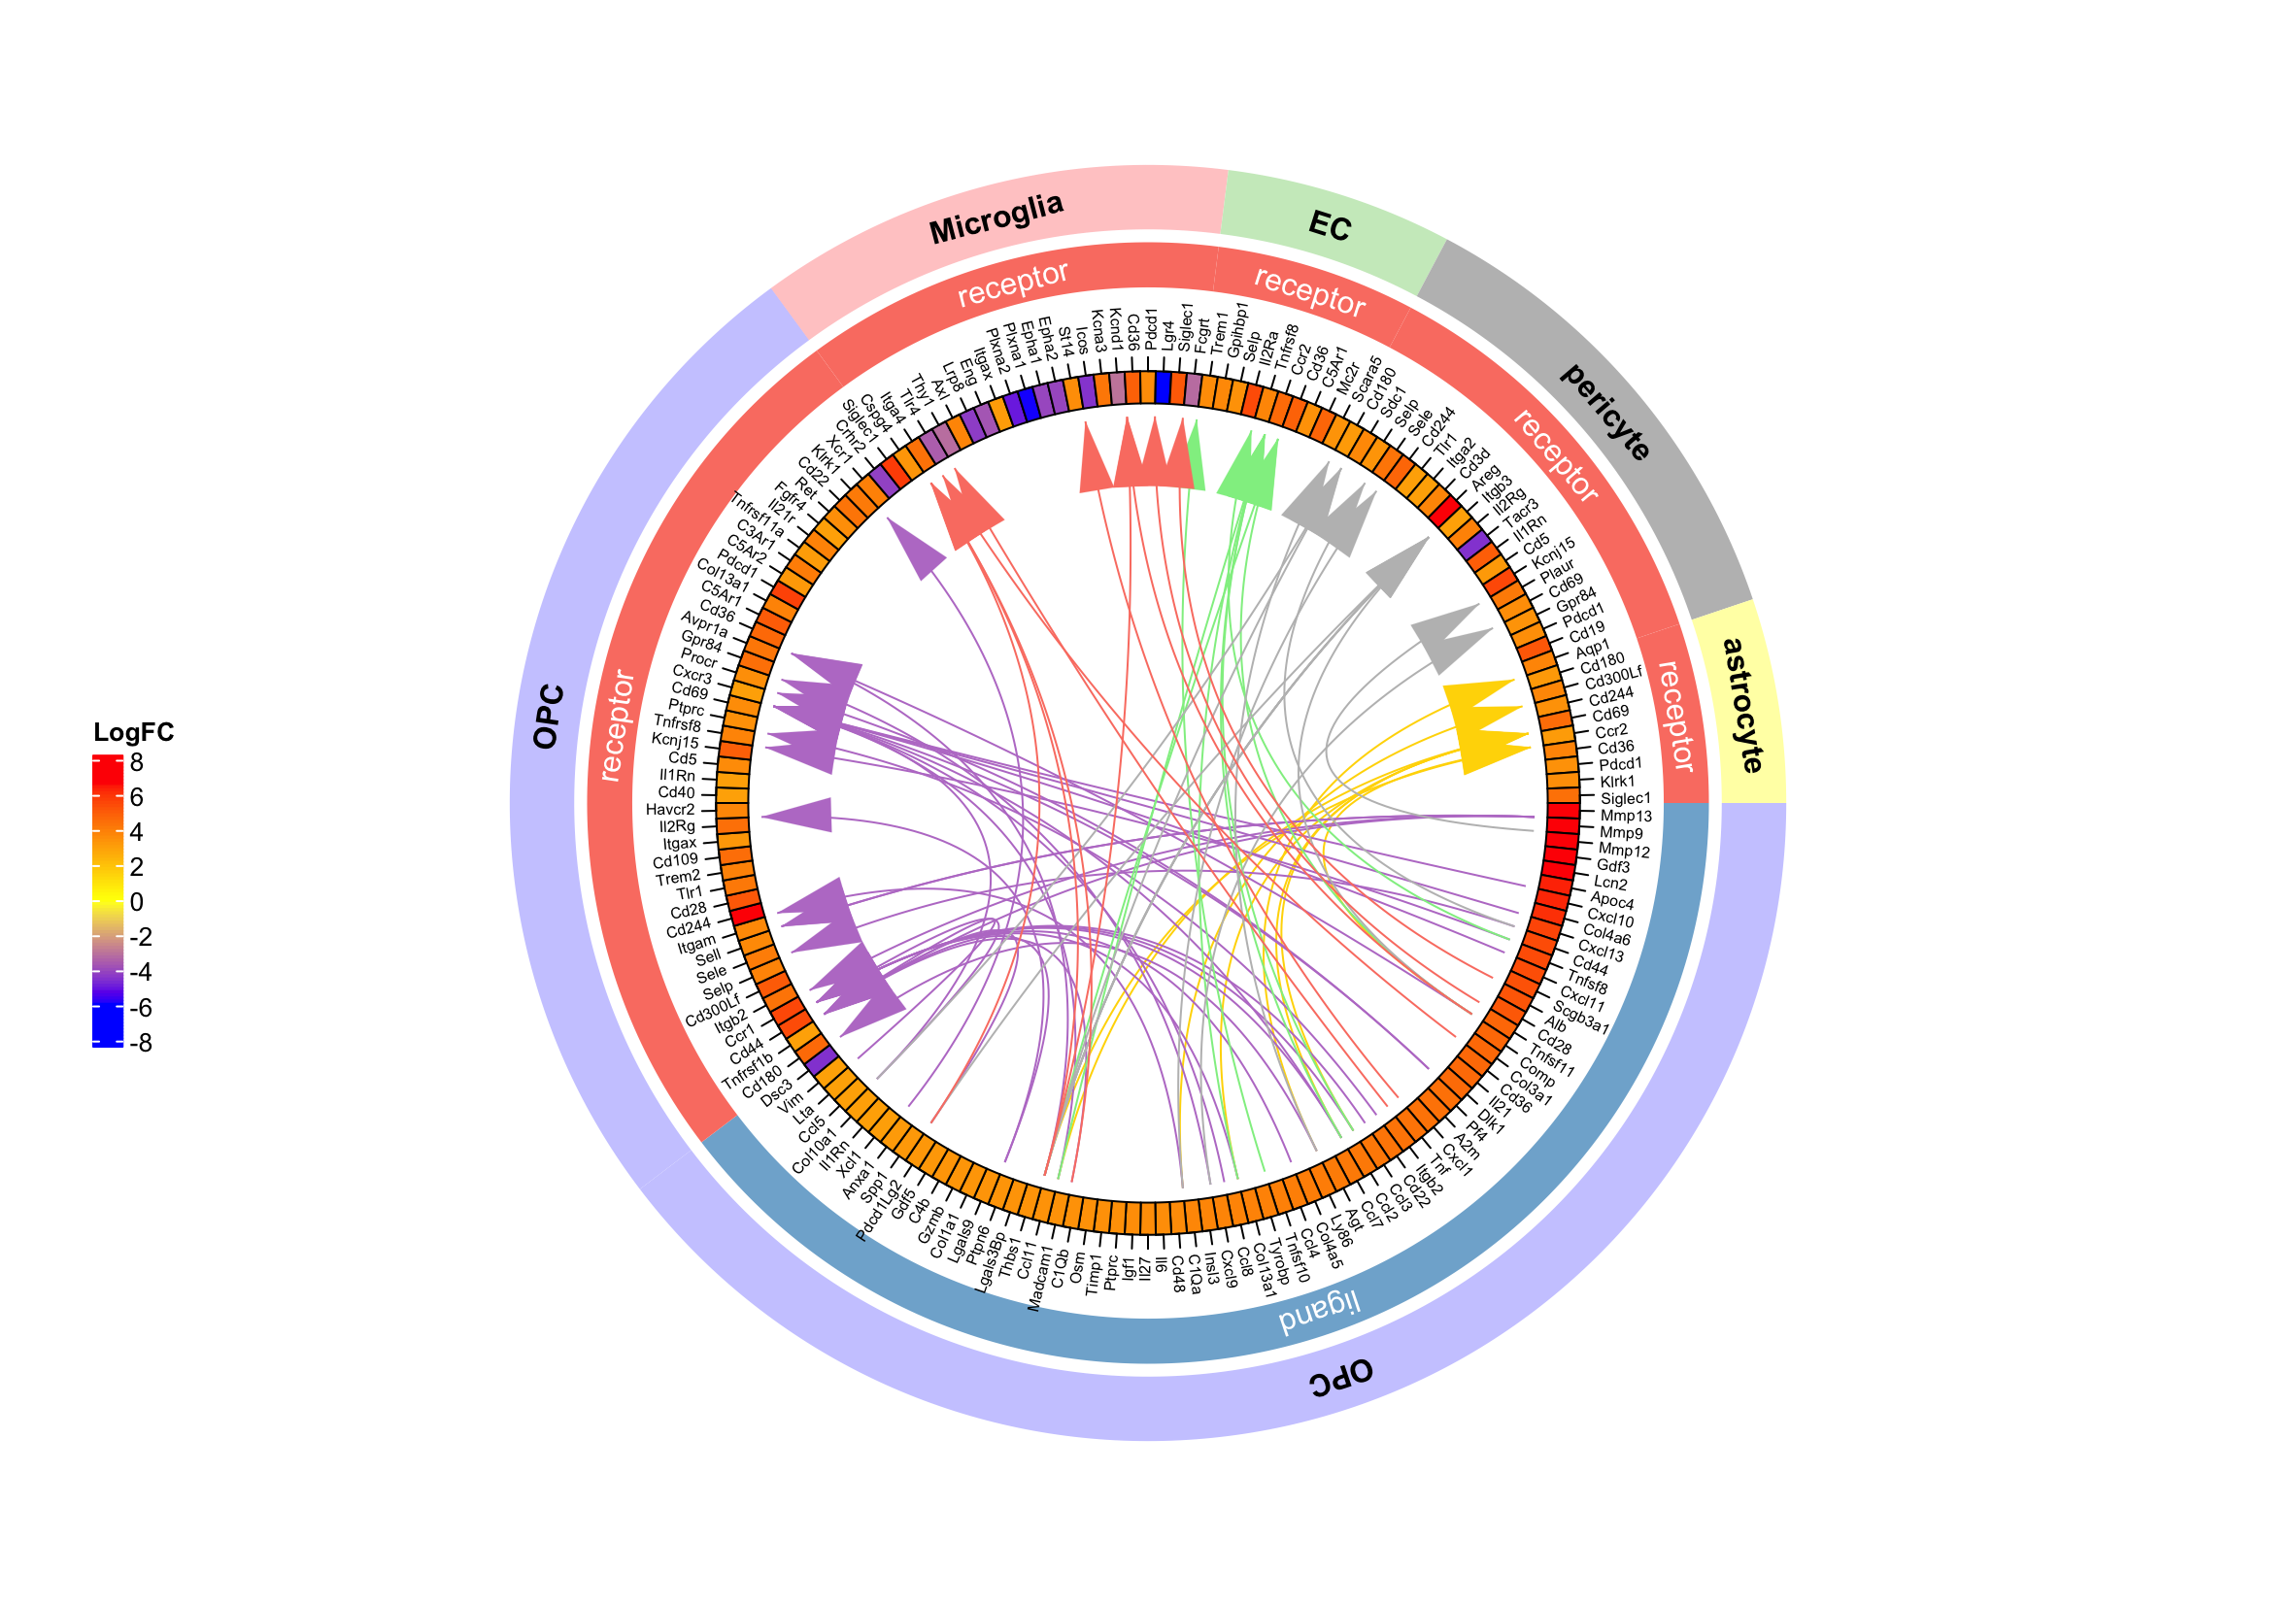 Microglia
EC
pericyte
astrocyte
OPC
OPC
receptor
receptor
receptor
receptor
receptor
ligand
LogFC
8
6
4
2
0
-2
-4
-6
-8
Siglec1
Klrk1
Pdcd1
Cd36
Ccr2
Cd69
Cd244
Cd300Lf
Cd180
Aqp1
Cd19
Pdcd1
Gpr84
Cd69
Plaur
Kcnj15
Cd5
Il1Rn
Tacr3
Il2Rg
Itgb3
Areg
Cd3d
Itga2
Tlr1
Cd244
Sele
Selp
Sdc1
Cd180
Scara5
Mc2r
C5Ar1
Cd36
Ccr2
Tnfrsf8
Il2Ra
Selp
Gpihbp1
Trem1
Fcgrt
Siglec1
Lgr4
Pdcd1
Cd36
Kcnd1
Kcna3
Icos
St14
Epha2
Epha1
Plxna1
Plxna2
Itgax
Eng
Lrp8
Axl
Thy1
Tlr4
Itga4
Cspg4
Siglec1
Crhr2
Xcr1
Klrk1
Cd22
Ret
Fgfr4
Il21r
Tnfrsf11a
C3Ar1
C5Ar2
Pdcd1
Col13a1
C5Ar1
Cd36
Avpr1a
Gpr84
Procr
Cxcr3
Cd69
Ptprc
Tnfrsf8
Kcnj15
Cd5
Il1Rn
Cd40
Havcr2
Il2Rg
Itgax
Cd109
Trem2
Tlr1
Cd28
Cd244
Itgam
Sell
Sele
Selp
Cd300Lf
Itgb2
Ccr1
Cd44
Tnfrsf1b
Cd180
Dsc3
Vim
Lta
Ccl5
Col10a1
Il1Rn
Xcl1
Anxa1
Spp1
Pdcd1Lg2
Gdf5
C4b
Gzmb
Col1a1
Lgals9
Ptpn6
Lgals3Bp
Thbs1
Ccl11
Madcam1
C1Qb
Osm
Timp1
Ptprc
Igf1
Il27
Il6
Cd48
C1Qa
Insl3
Cxcl9
Ccl8
Col13a1
Tyrobp
Tnfsf10
Ccl4
Col4a5
Ly86
Agt
Ccl7
Ccl2
Ccl3
Cd22
Itgb2
Tnf
Cxcl1
A2m
Pf4
Dlk1
Il21
Cd36
Col3a1
Comp
Tnfsf11
Cd28
Alb
Scgb3a1
Cxcl11
Tnfsf8
Cd44
Cxcl13
Col4a6
Cxcl10
Apoc4
Lcn2
Gdf3
Mmp12
Mmp9
Mmp13